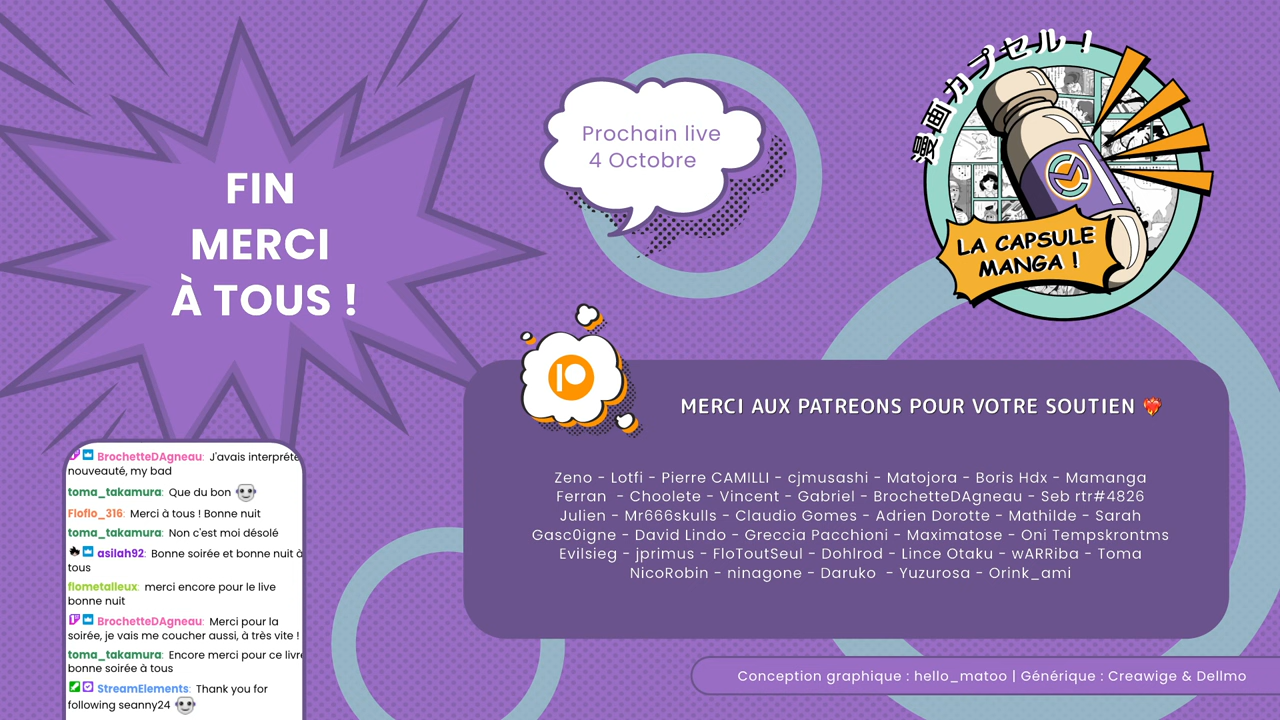 FIN
MERCI
À TOUS !
Prochain live
4 Octobre
漫画カプセル！
LA CAPSULE
MANGA !
MERCI AUX PATREONS POUR VOTRE SOUTIEN ❤️‍🔥
Zeno - Lotfi - Pierre CAMILLI - cjmusashi - Matojora - Boris Hdx - Mamanga
Ferran - Choolete - Vincent - Gabriel - BrochetteDAgneau - Seb rtr#4826
Julien - Mr666skulls - Claudio Gomes - Adrien Dorotte - Mathilde - Sarah
Gasc0igne - David Lindo - Greccia Pacchioni - Maximatose - Oni Tempskrontms
Evilsieg - jprimus - FloToutSeul - Dohlrod - Lince Otaku - wARRiba - Toma
NicoRobin - ninagone - Daruko - Yuzurosa - Orink_ami
BrochetteDAgneau: J'avais interprété
nouveauté, my bad
toma_takamura: Que du bon
Floflo_316: Merci à tous ! Bonne nuit
toma_takamura: Non c'est moi désolé
asilah92: Bonne soirée et bonne nuit à
tous
flometalleux: merci encore pour le live
bonne nuit
BrochetteDAgneau: Merci pour la
soirée, je vais me coucher aussi, à très vite !
toma_takamura: Encore merci pour ce livre
bonne soirée à tous
StreamElements: Thank you for
following seanny24
Conception graphique : hello_matoo | Générique : Creawige & Dellmo